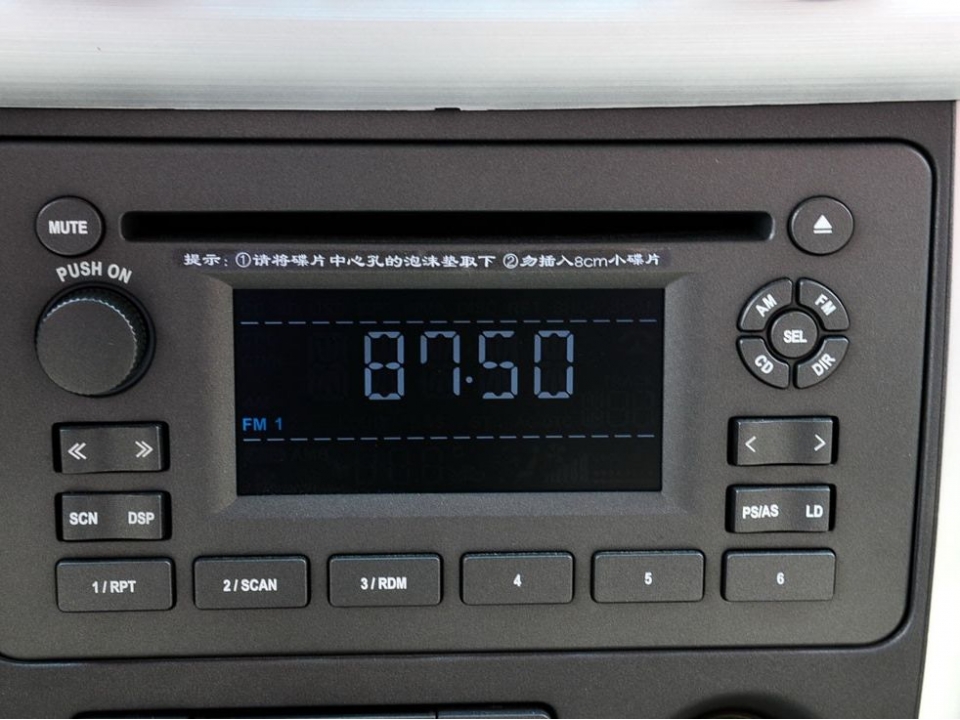 MUTE
PUSH ON
提示:①请将碟片中心孔的泡沫垫取下 ②勿插入8cm小碟片
87.50
FM 1
AM
FM
SEL
CD
DIR
SCN DSP
PS/AS LD
1 / RPT
2 / SCAN
3 / RDM
4
5
6